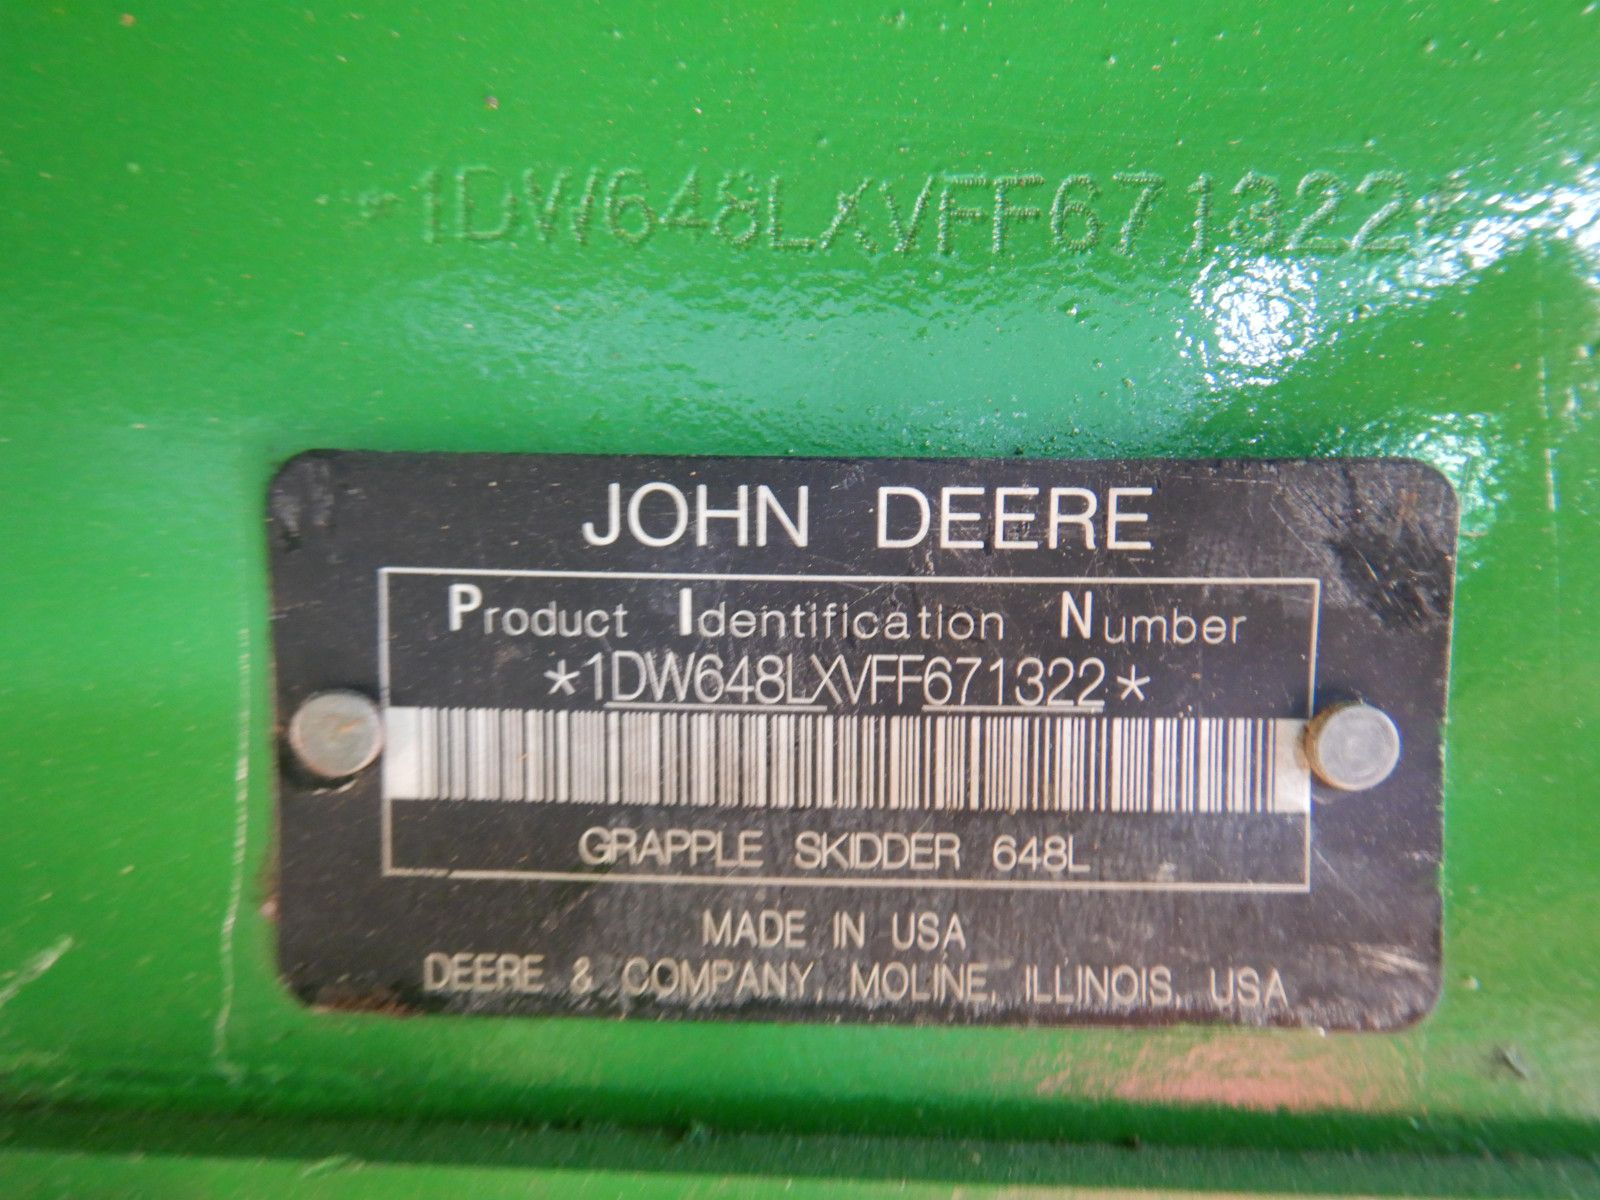 *1DW648LXVFF671322*
JOHN DEERE
Product Identification Number
*1DW648LXVFF671322*
GRAPPLE SKIDDER 648L
MADE IN USA
DEERE & COMPANY, MOLINE, ILLINOIS, USA